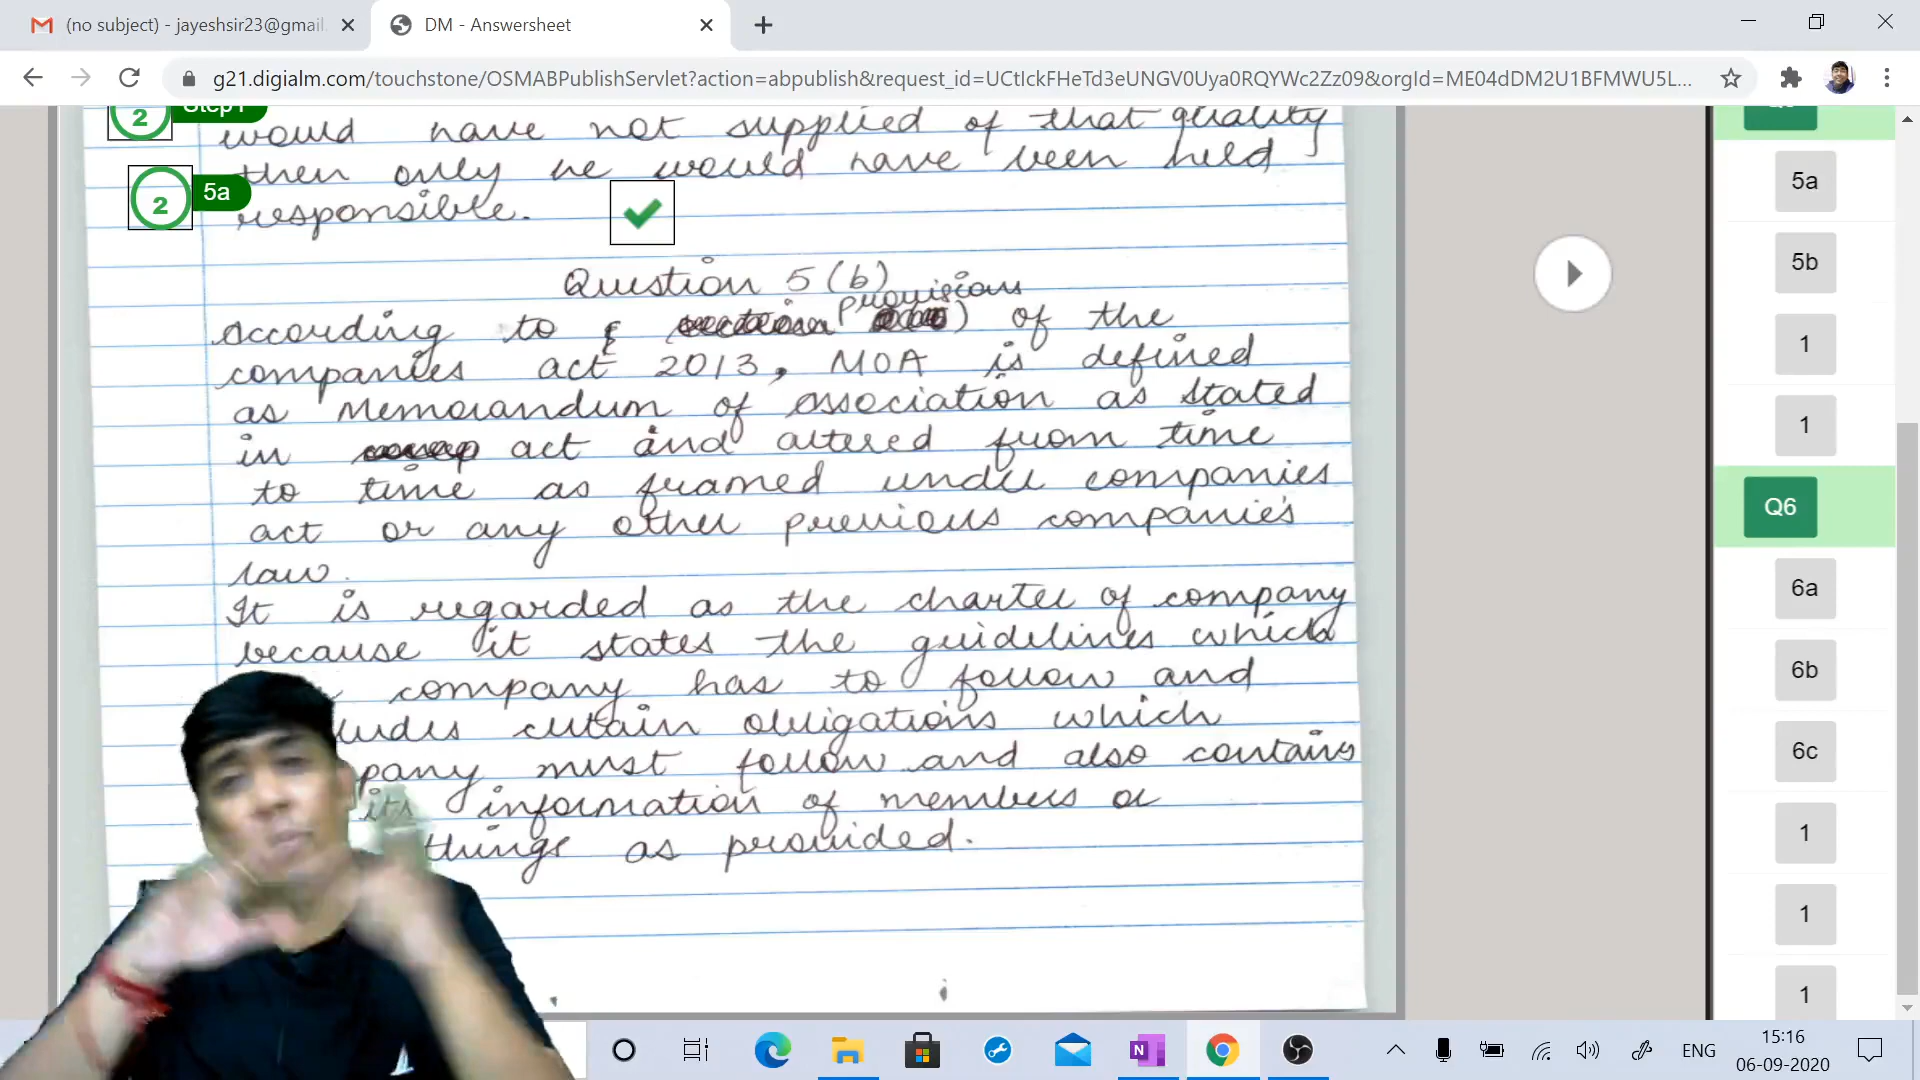 (no subject) - jayeshsir23@gmail.
DM - Answersheet
g21.digialm.com/touchstone/OSMABPublishServlet?action=abpublish&request_id=UCtIckFHeTd3eUNGV0Uya0RQYWc2Zz09&orgId=ME04dDM2U1BFMWU5L...
2 Step1
would have not supplied of that quality
then only he would have been held
2 5a
responsible.
Question 5 (b)
According to provisions of the
companies act 2013, MOA is defined
as Memorandum of association as stated
in act and altered from time
to time as framed under companies
act or any other previous companies
law.
It is regarded as the charter of company
because it states the guidelines which
company has to follow and
ludes certain obligations which
pany must follow and also contains
its information of members or
things as provided.
5a
5b
1
1
Q6
6a
6b
6c
1
1
1
ENG
15:16
06-09-2020